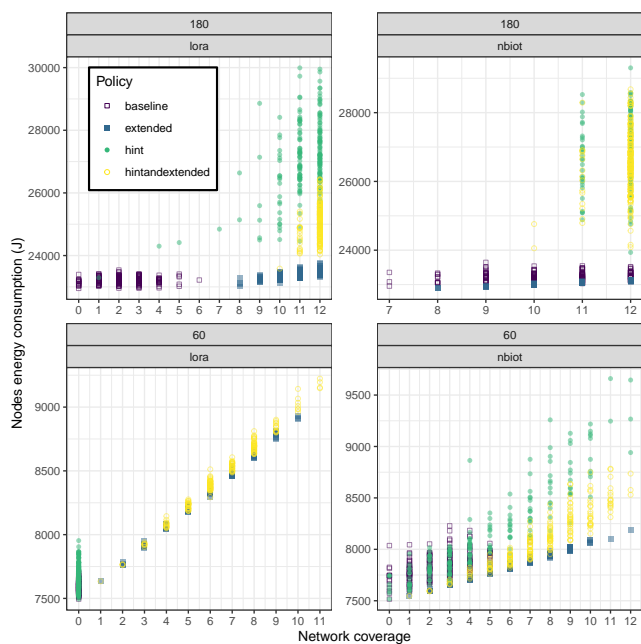 180
lora
180
nbiot
Nodes energy consumption (J)
30000
28000
26000
24000
Policy
baseline
extended
hint
hintandextended
0 1 2 3 4 5 6 7 8 9 10 11 12
28000
26000
24000
7 8 9 10 11 12
60
lora
60
nbiot
9000
8500
8000
7500
0 1 2 3 4 5 6 7 8 9 10 11
9500
9000
8500
8000
7500
0 1 2 3 4 5 6 7 8 9 10 11 12
Network coverage